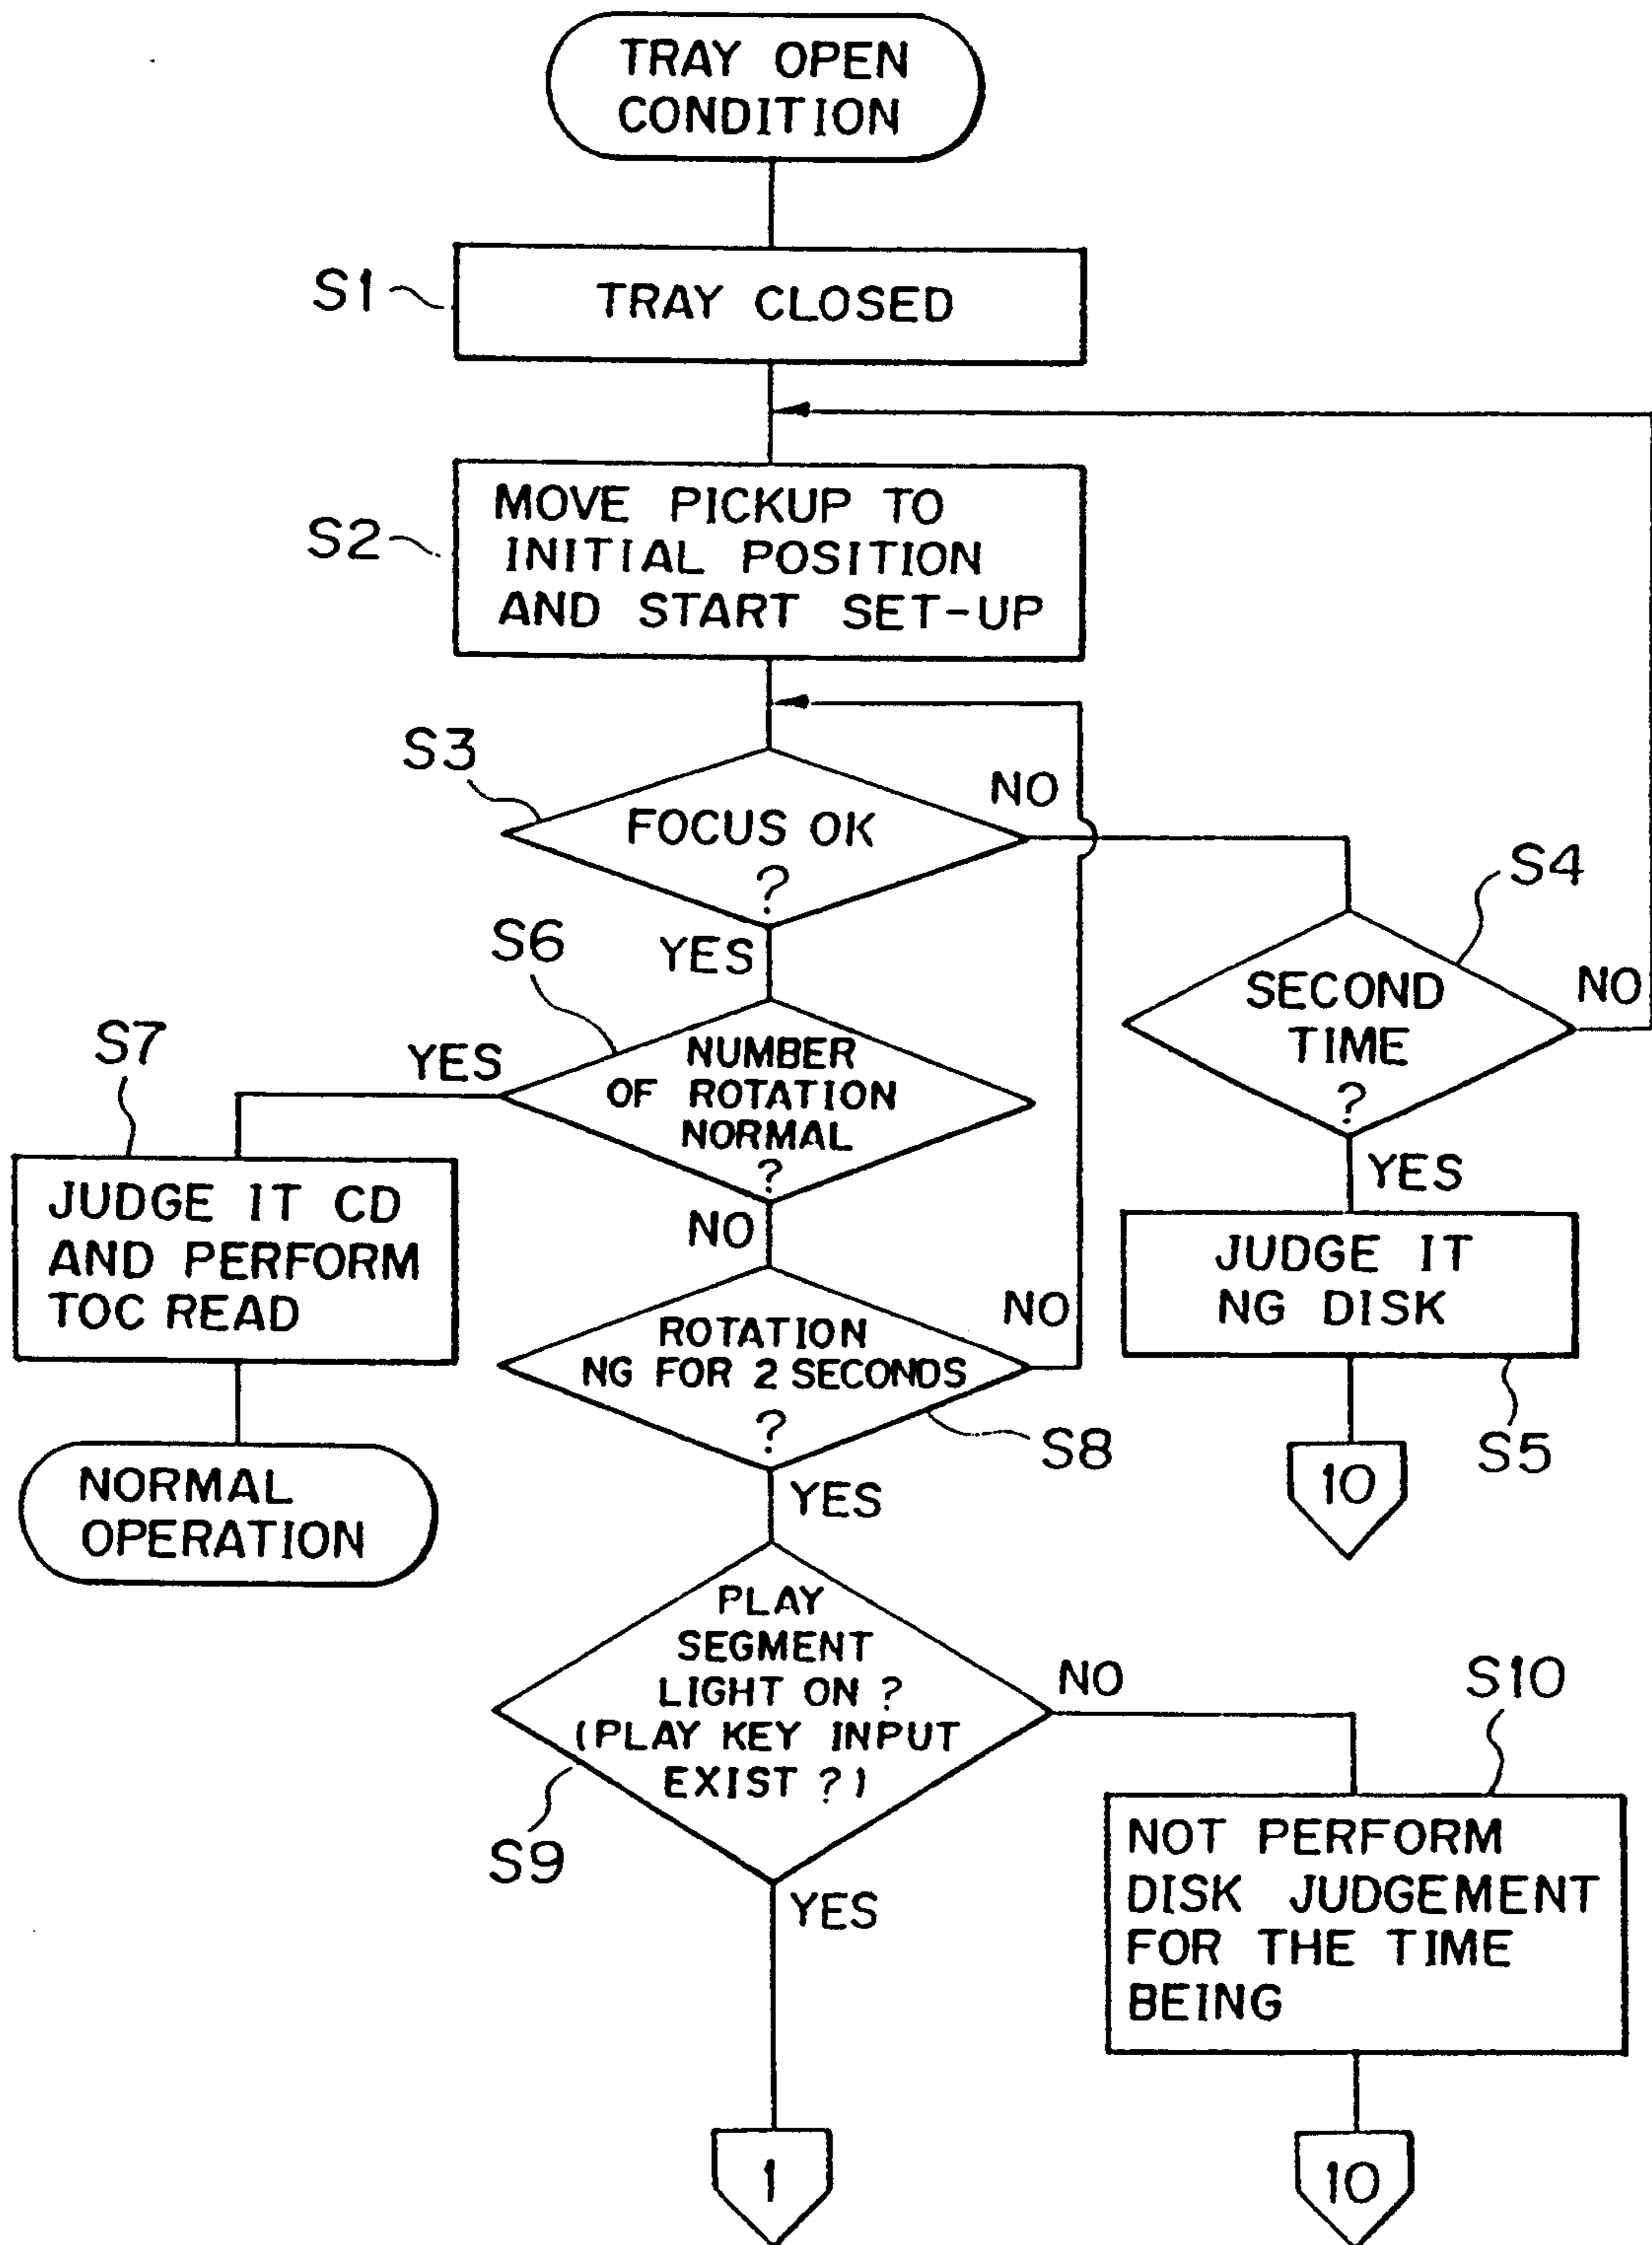 TRAY OPEN
CONDITION
S1
TRAY CLOSED
S2
MOVE PICKUP TO
INITIAL POSITION
AND START SET-UP
S3
FOCUS OK
?
NO
YES
S4
SECOND
TIME
?
NO
YES
S6
NUMBER
OF ROTATION
NORMAL
?
YES
NO
S7
JUDGE IT CD
AND PERFORM
TOC READ
NORMAL
OPERATION
JUDGE IT
NG DISK
S5
10
ROTATION
NG FOR 2 SECONDS
?
NO
S8
YES
PLAY
SEGMENT
LIGHT ON ?
(PLAY KEY INPUT
EXIST ?)
S9
NO
YES
S10
NOT PERFORM
DISK JUDGEMENT
FOR THE TIME
BEING
1
10